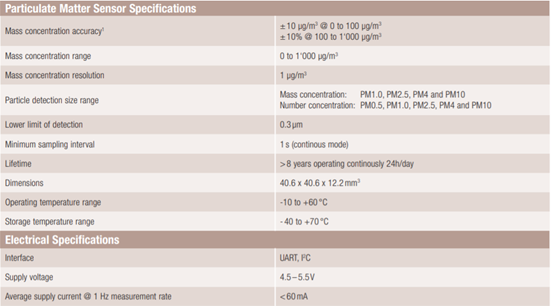 Particulate Matter Sensor Specifications
Mass concentration accuracy¹ ±10 μg/m³ @ 0 to 100 μg/m³
±10% @ 100 to 1‘000 μg/m³
Mass concentration range 0 to 1‘000 μg/m³
Mass concentration resolution 1 μg/m³
Particle detection size range Mass concentration: PM1.0, PM2.5, PM4 and PM10
Number concentration: PM0.5, PM1.0, PM2.5, PM4 and PM10
Lower limit of detection 0.3 μm
Minimum sampling interval 1 s (continous mode)
Lifetime > 8 years operating continously 24h/day
Dimensions 40.6 x 40.6 x 12.2 mm³
Operating temperature range -10 to +60 °C
Storage temperature range - 40 to +70 °C
Electrical Specifications
Interface UART, I²C
Supply voltage 4.5 – 5.5 V
Average supply current @ 1 Hz measurement rate < 60 mA